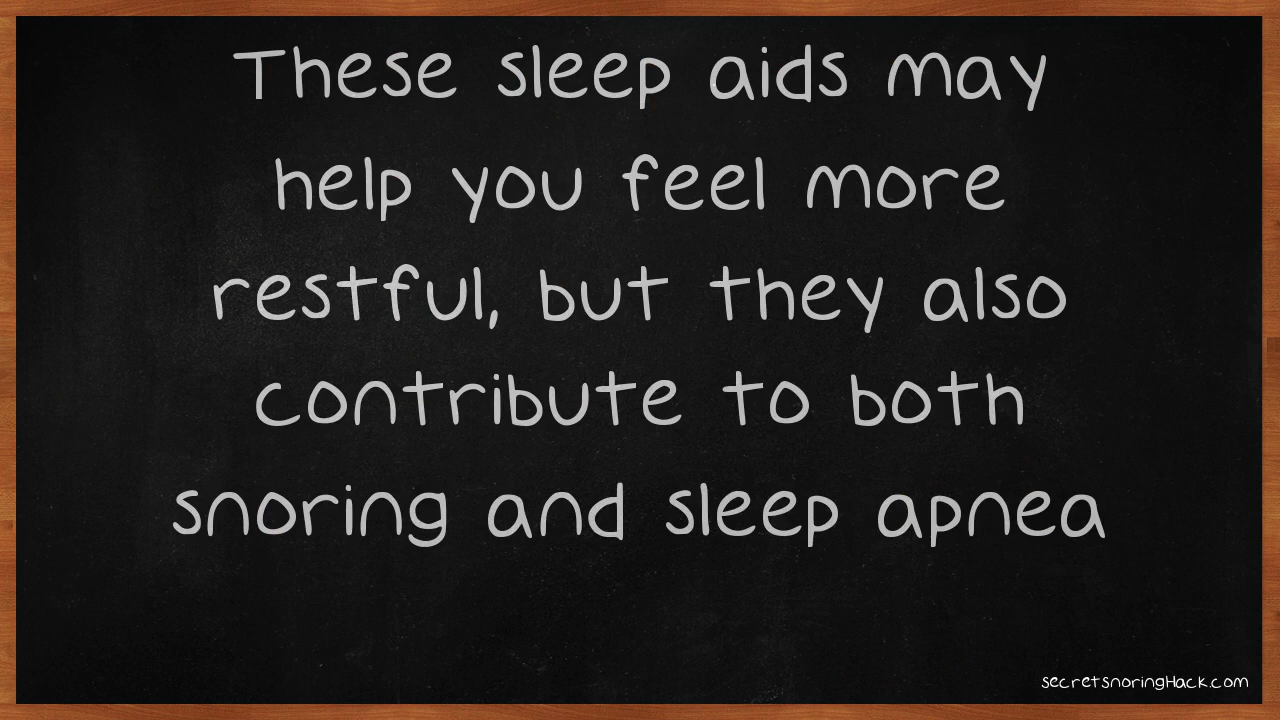 These sleep aids may
help you feel more
restful, but they also
contribute to both
snoring and sleep apnea
secretsnoringHack.com